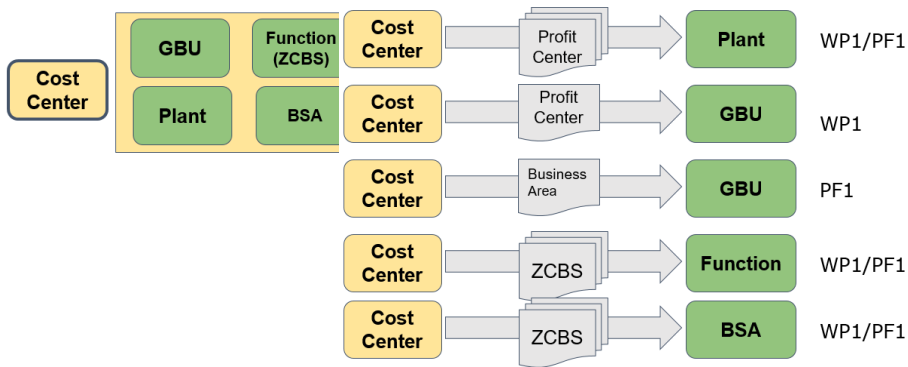 Cost
Center
GBU
Function
(ZCBS)
Plant
BSA
Cost
Center
Profit
Center
Plant
WP1/PF1
Cost
Center
Profit
Center
GBU
WP1
Cost
Center
Business
Area
GBU
PF1
Cost
Center
ZCBS
Function
WP1/PF1
Cost
Center
ZCBS
BSA
WP1/PF1